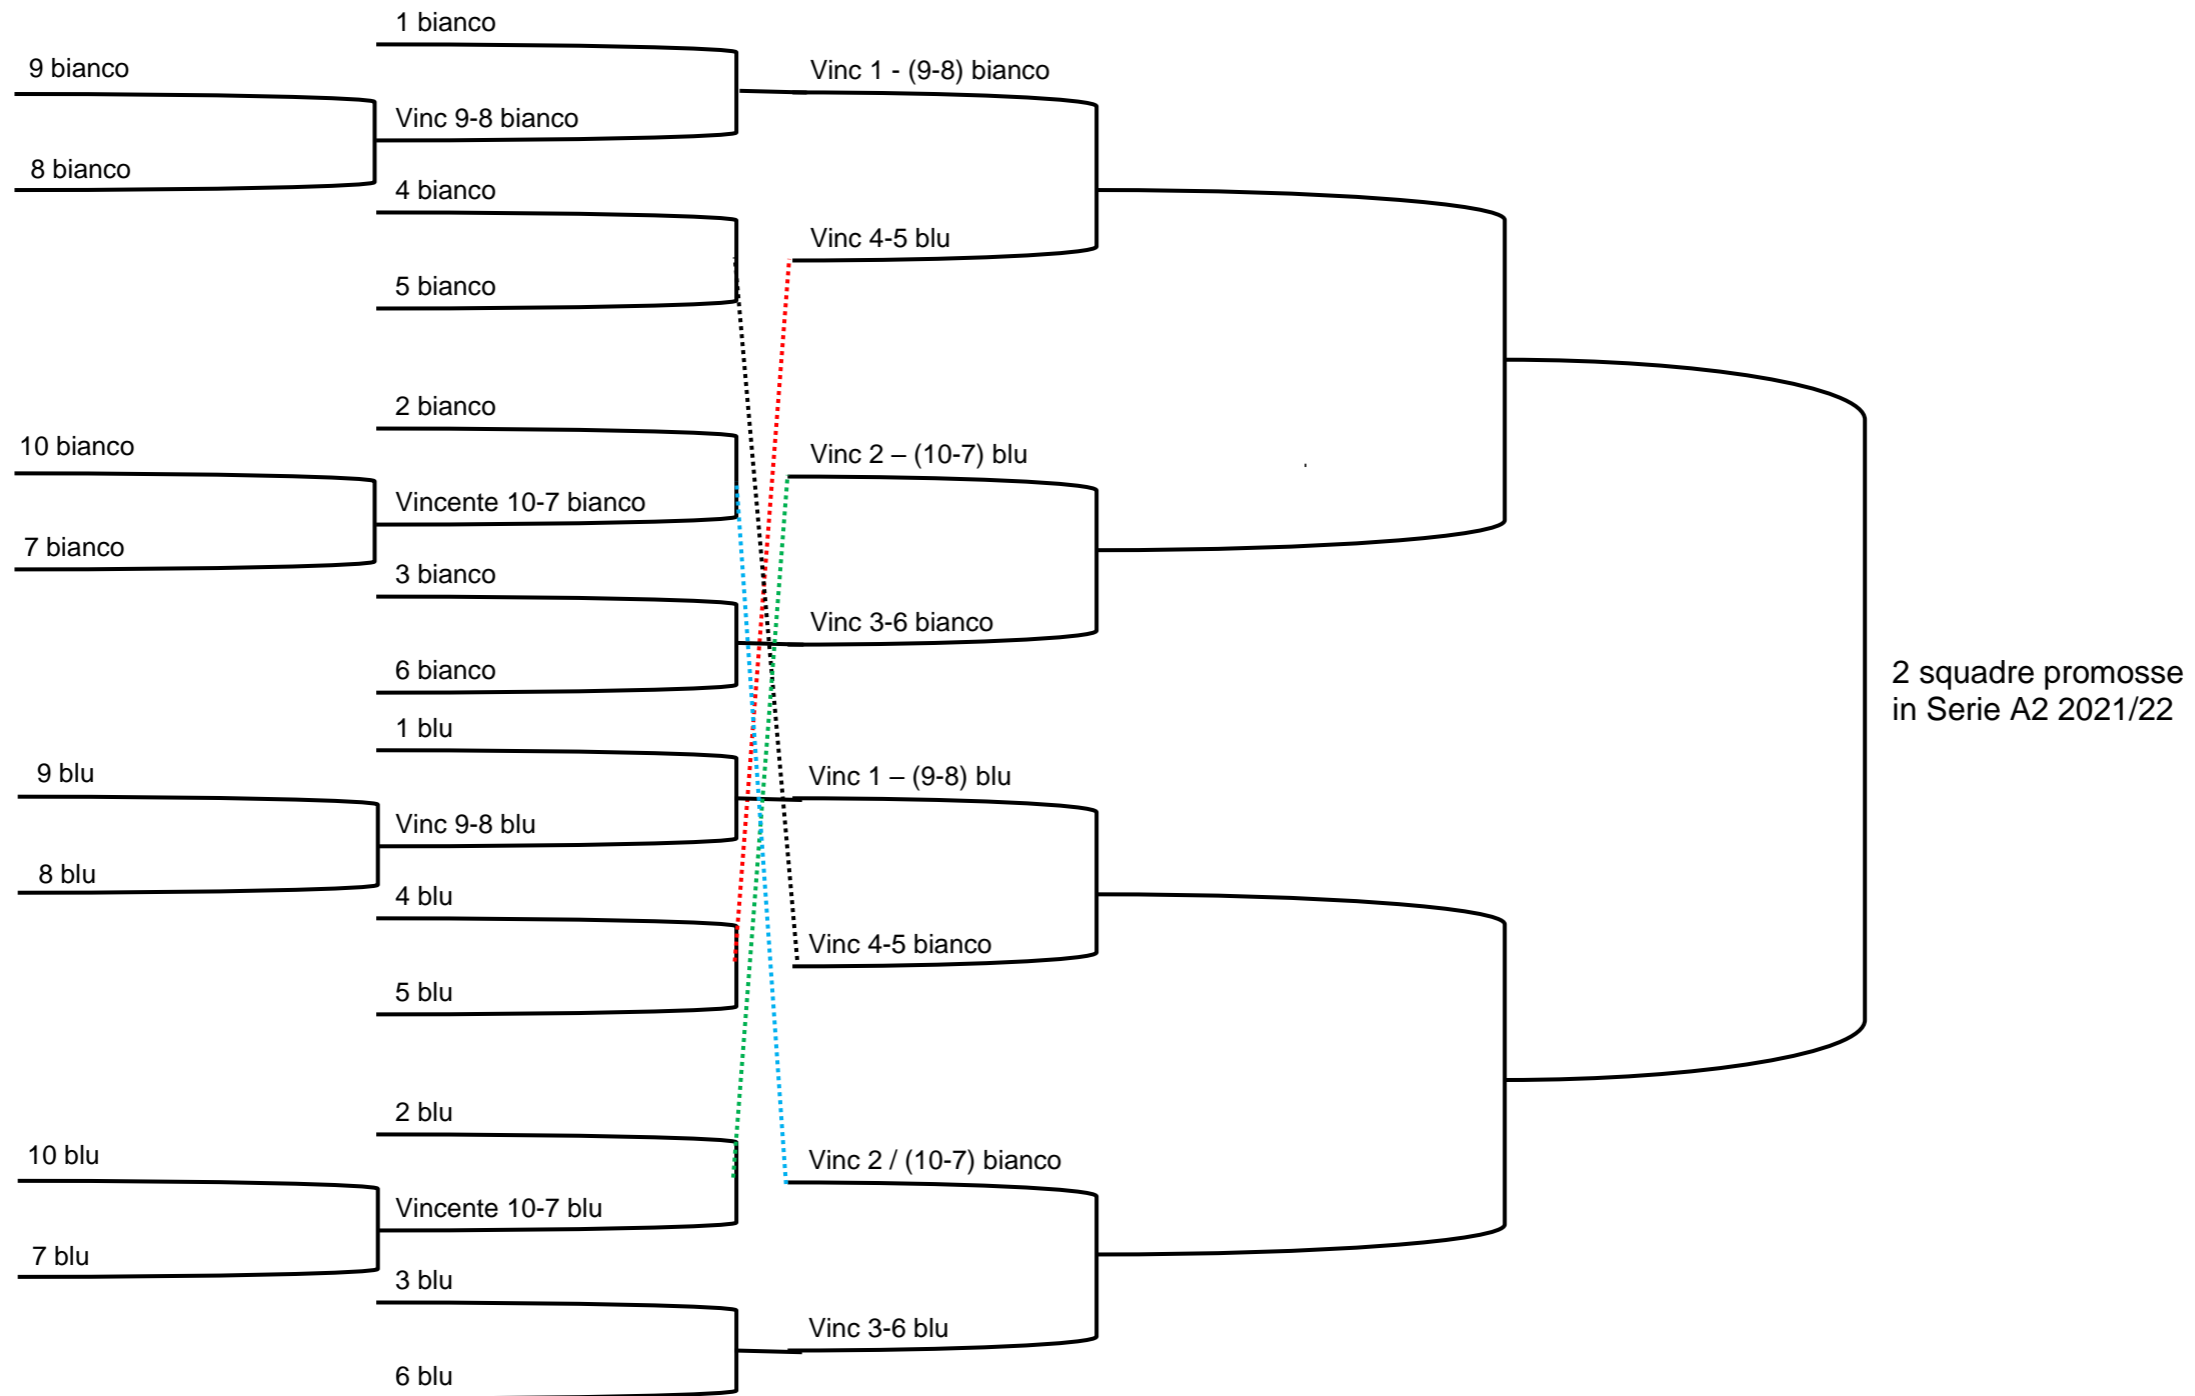 1 bianco
9 bianco
Vinc 9-8 bianco
8 bianco
4 bianco
5 bianco
2 bianco
10 bianco
Vincente 10-7 bianco
7 bianco
3 bianco
6 bianco
1 blu
9 blu
Vinc 9-8 blu
8 blu
4 blu
5 blu
2 blu
10 blu
Vincente 10-7 blu
7 blu
3 blu
6 blu
Vinc 1 - (9-8) bianco
Vinc 4-5 blu
Vinc 2 – (10-7) blu
Vinc 3-6 bianco
Vinc 1 – (9-8) blu
Vinc 4-5 bianco
Vinc 2 / (10-7) bianco
Vinc 3-6 blu
2 squadre promosse
in Serie A2 2021/22